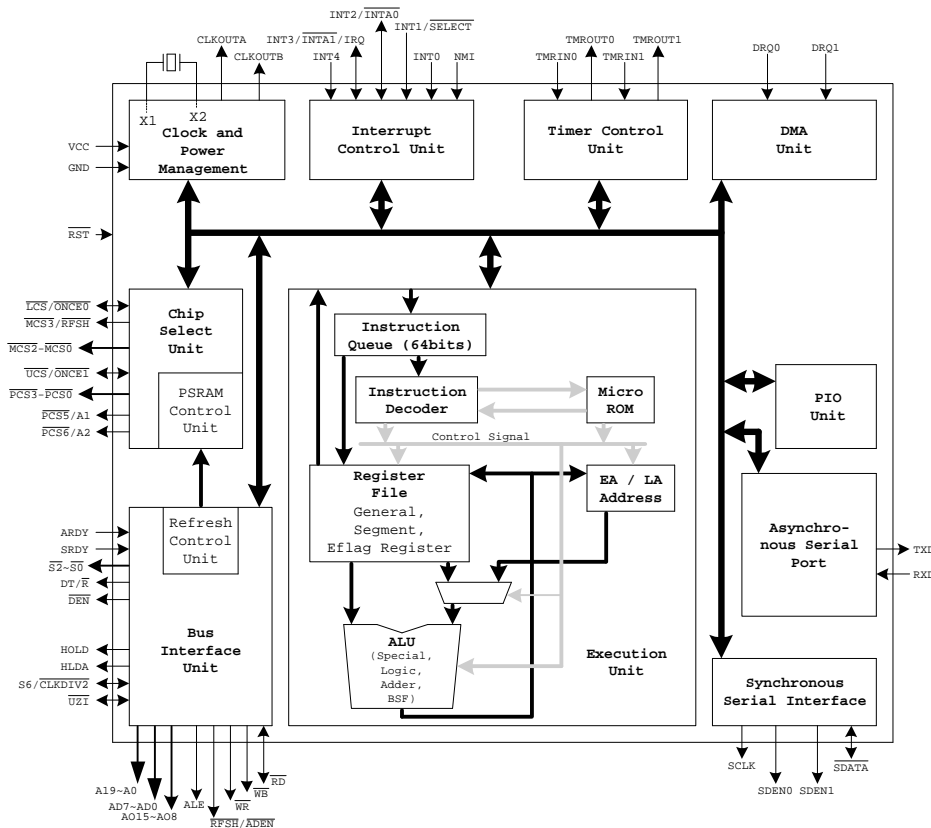 INT2/INTA0
INT3/INTA1/IRQ
INT1/SELECT
CLKOUTA
CLKOUTB
INT4
INT0
NMI
TMROUT0
TMROUT1
TMRIN0
TMRIN1
DRQ0
DRQ1
X1
X2
Clock and
Power
Management
Interrupt
Control Unit
Timer Control
Unit
DMA
Unit
VCC
GND
RST
LCS/ONCE0
MCS3/RFSH
MCS2-MCS0
UCS/ONCE1
PCS3-PCS0
PCS5/A1
PCS6/A2
Chip
Select
Unit
PSRAM
Control
Unit
Instruction
Queue (64bits)
Instruction
Decoder
Micro
ROM
Control Signal
Register
File
General,
Segment,
Eflag Register
EA / LA
Address
ALU
(Special,
Logic,
Adder,
BSF)
Execution
Unit
PIO
Unit
Asynchro-
nous Serial
Port
TXD
RXD
Refresh
Control
Unit
Bus
Interface
Unit
ARDY
SRDY
S2~S0
DT/R
DEN
HOLD
HLDA
S6/CLKDIV2
UZI
Synchronous
Serial Interface
A19~A0
AD7~AD0
AO15~AO8
ALE
RFSH/ADEN
WR
WB
RD
SCLK
SDEN0
SDEN1
SDATA